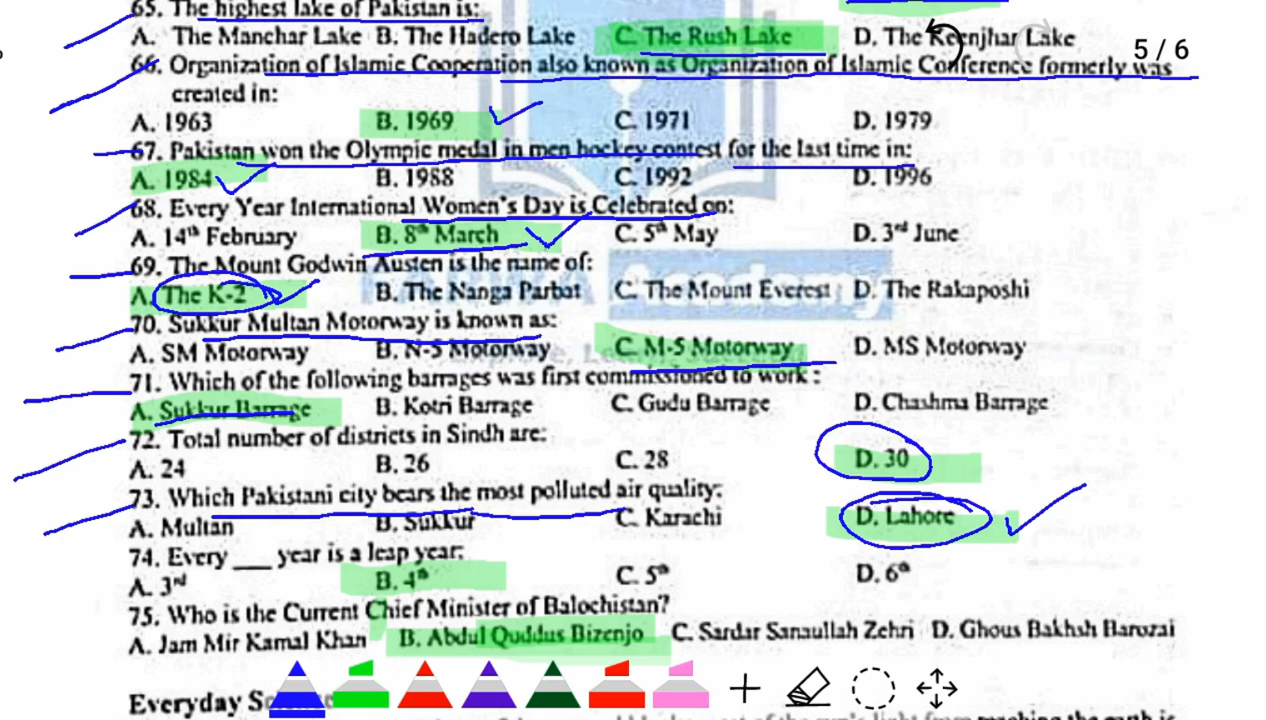 65. The highest lake of Pakistan is:
A. The Manchar Lake B. The Hadero Lake C. The Rush Lake D. The Keenjhar Lake
5 / 6
66. Organization of Islamic Cooperation also known as Organization of Islamic Conference formerly was
created in:
A. 1963 B. 1969 C. 1971 D. 1979
67. Pakistan won the Olympic medal in men hockey contest for the last time in:
A. 1984 B. 1988 C. 1992 D. 1996
68. Every Year International Women's Day is Celebrated on:
A. 14th February B. 8th March C. 5th May D. 3rd June
69. The Mount Godwin Austen is the name of:
A. The K-2 B. The Nanga Parbat C. The Mount Everest D. The Rakaposhi
Academy
70. Sukkur Multan Motorway is known as:
A. SM Motorway B. N-5 Motorway C. M-5 Motorway D. MS Motorway
71. Which of the following barrages was first commissioned to work :
A. Sukkur Barrage B. Kotri Barrage C. Gudu Barrage D. Chashma Barrage
72. Total number of districts in Sindh are:
A. 24 B. 26 C. 28 D. 30
73. Which Pakistani city bears the most polluted air quality:
A. Multan B. Sukkur C. Karachi D. Lahore
74. Every ___ year is a leap year:
A. 3rd B. 4th C. 5th D. 6th
75. Who is the Current Chief Minister of Balochistan?
A. Jam Mir Kamal Khan B. Abdul Quddus Bizenjo C. Sardar Sanaullah Zehri D. Ghous Bakhsh Barozai
Everyday